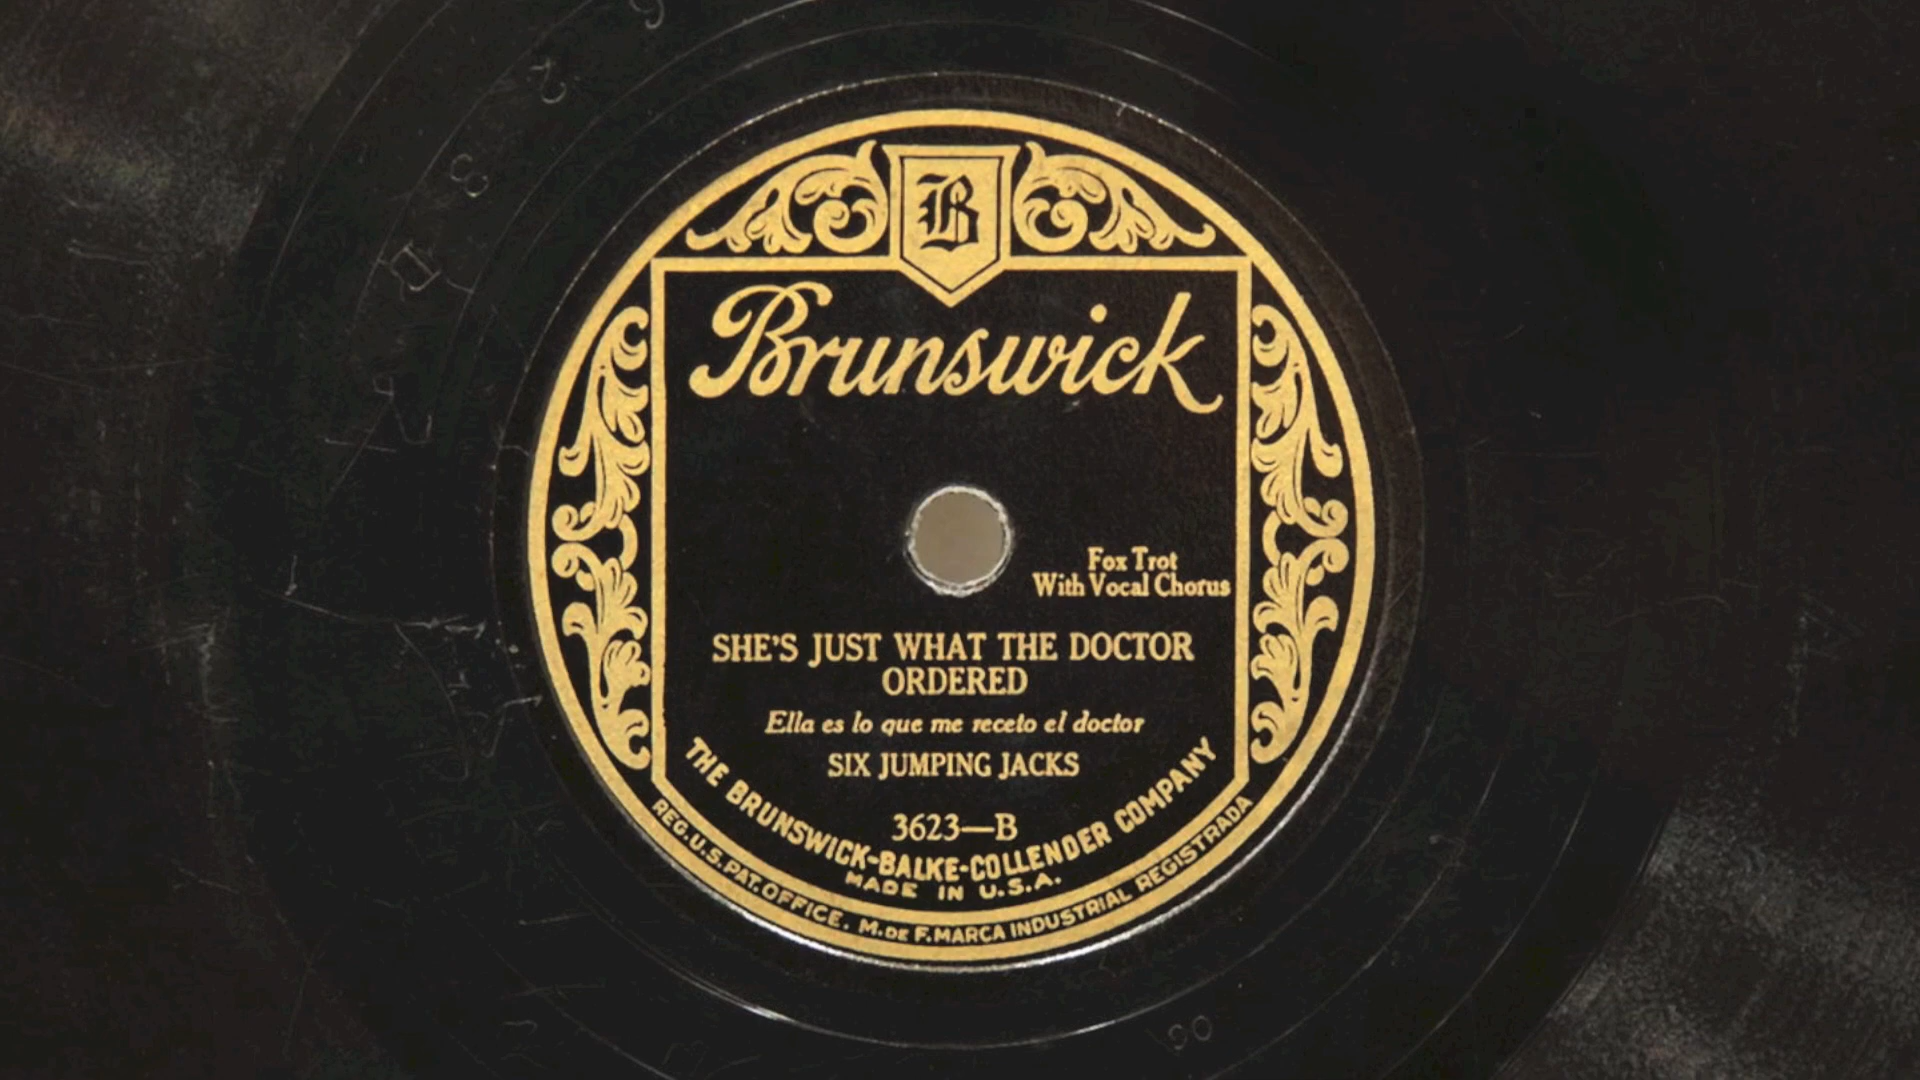 B
Brunswick
Fox Trot
With Vocal Chorus
SHE'S JUST WHAT THE DOCTOR
ORDERED
Ella es lo que me receto el doctor
SIX JUMPING JACKS
3623—B
THE BRUNSWICK-BALKE-COLLENDER COMPANY
MADE IN U.S.A.
REG.U.S.PAT.OFFICE. M.DE F.MARCA INDUSTRIAL REGISTRADA